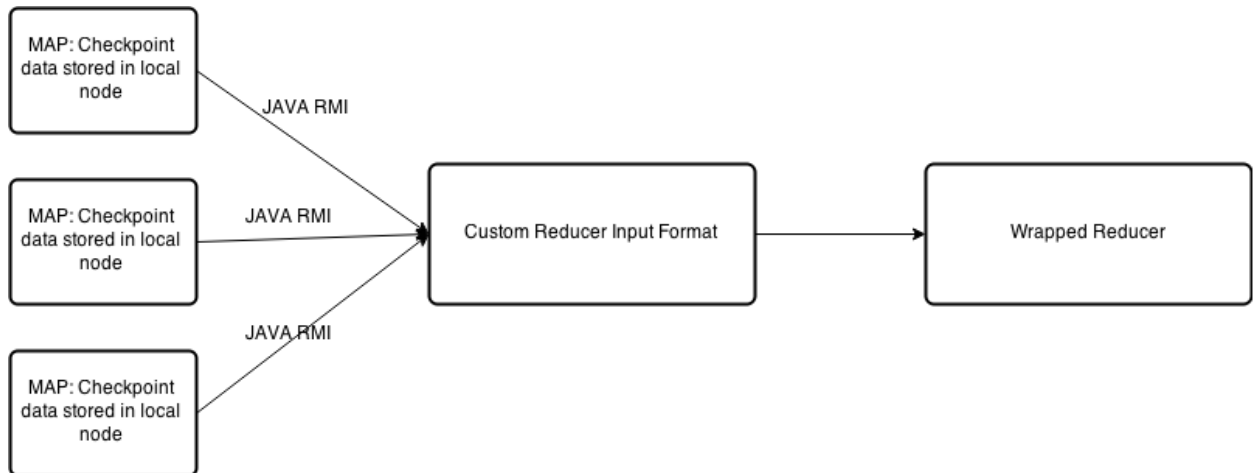 MAP: Checkpoint
data stored in local
node
JAVA RMI
MAP: Checkpoint
data stored in local
node
JAVA RMI
Custom Reducer Input Format
Wrapped Reducer
JAVA RMI
MAP: Checkpoint
data stored in local
node